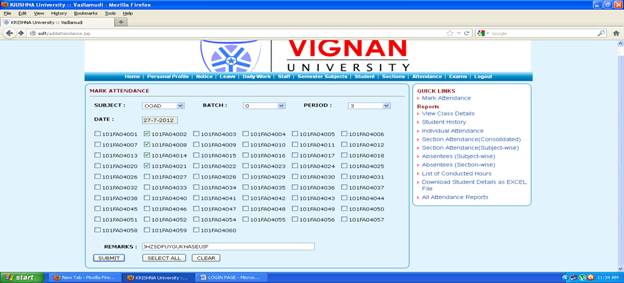 KRISHNA University :: Vadlamudi - Mozilla Firefox
File Edit View History Bookmarks Tools Help
KRISHNA University :: Vadlamudi
soft/addattendance.jsp
Google
VIGNAN
UNIVERSITY
Home | Personal Profile | Notice | Leave | Daily Work | Staff | Semester Subjects | Student | Sections | Attendance | Exams | Logout
MARK ATTENDANCE
SUBJECT : OOAD BATCH : 0 PERIOD : 3
DATE : 27-7-2012
101FA04001 101FA04002 101FA04003 101FA04004 101FA04005 101FA04006
101FA04007 101FA04008 101FA04009 101FA04010 101FA04011 101FA04012
101FA04013 101FA04014 101FA04015 101FA04016 101FA04017 101FA04018
101FA04020 101FA04021 101FA04022 101FA04023 101FA04024 101FA04025
101FA04026 101FA04027 101FA04028 101FA04029 101FA04030 101FA04031
101FA04032 101FA04033 101FA04034 101FA04035 101FA04036 101FA04037
101FA04038 101FA04040 101FA04041 101FA04042 101FA04043 101FA04044
101FA04045 101FA04046 101FA04047 101FA04048 101FA04049 101FA04050
101FA04051 101FA04052 101FA04054 101FA04055 101FA04056 101FA04057
101FA04058 101FA04059 101FA04060
REMARKS : JHZSDFUYGUKHASEUIF
SUBMIT SELECT ALL CLEAR
QUICK LINKS
Mark Attendance
Reports
View Class Details
Student History
Individual Attendance
Section Attendance(Consolidated)
Section Attendance(Subject-wise)
Absentees (Subject-wise)
Absentees (Section-wise)
List of Conducted Hours
Download Student Details as EXCEL
File
All Attendance Reports
start New Tab - Mozilla Fire... KRISHNA University ::... LOGIN PAGE - Micros... 11:34 AM